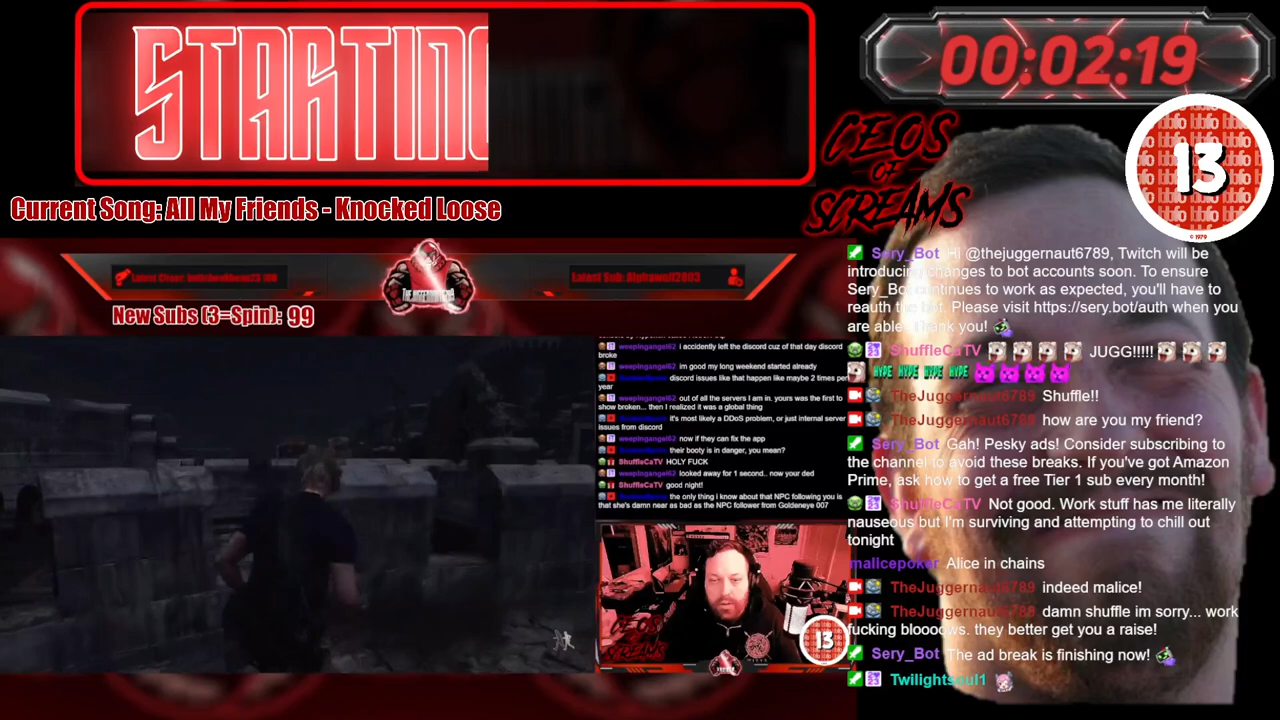 STARTIN
00:02:19
CEOS
OF
SCREAMS
13
© 1979
Current Song: All My Friends - Knocked Loose
THEJUGGERNAUT6789
Latest Sub: Alphawolf2803
New Subs (3=Spin): 99
Sery_Bot Hi @thejuggernaut6789, Twitch will be
introducing changes to bot accounts soon. To ensure
Sery_Bot continues to work as expected, you'll have to
reauth the bot. Please visit https://sery.bot/auth when you
are able. Thank you!
ShuffleCaTV JUGG!!!!!
HYPE HYPE HYPE HYPE
TheJuggernaut6789 Shuffle!!
TheJuggernaut6789 how are you my friend?
Sery_Bot Gah! Pesky ads! Consider subscribing to
the channel to avoid these breaks. If you've got Amazon
Prime, ask how to get a free Tier 1 sub every month!
ShuffleCaTV Not good. Work stuff has me literally
nauseous but I'm surviving and attempting to chill out
tonight
malicepoker Alice in chains
TheJuggernaut6789 indeed malice!
TheJuggernaut6789 damn shuffle im sorry... work
fucking blooows. they better get you a raise!
Sery_Bot The ad break is finishing now!
Twilightsoul1
weepingangel62 i accidently left the discord cuz of that day discord
broke
weepingangel62 im good my long weekend started already
discord issues like that happen like maybe 2 times per
year
weepingangel62 out of all the servers I am in. yours was the first to
show broken... then I realized it was a global thing
it's most likely a DDoS problem, or just internal server
issues from discord
weepingangel62 now if they can fix the app
their booty is in danger, you mean?
ShuffleCaTV HOLY FUCK
weepingangel62 looked away for 1 second.. now your ded
ShuffleCaTV good night!
the only thing i know about that NPC following you is
that she's damn near as bad as the NPC follower from Goldeneye 007
CEOS
OF
SCREAMS
13